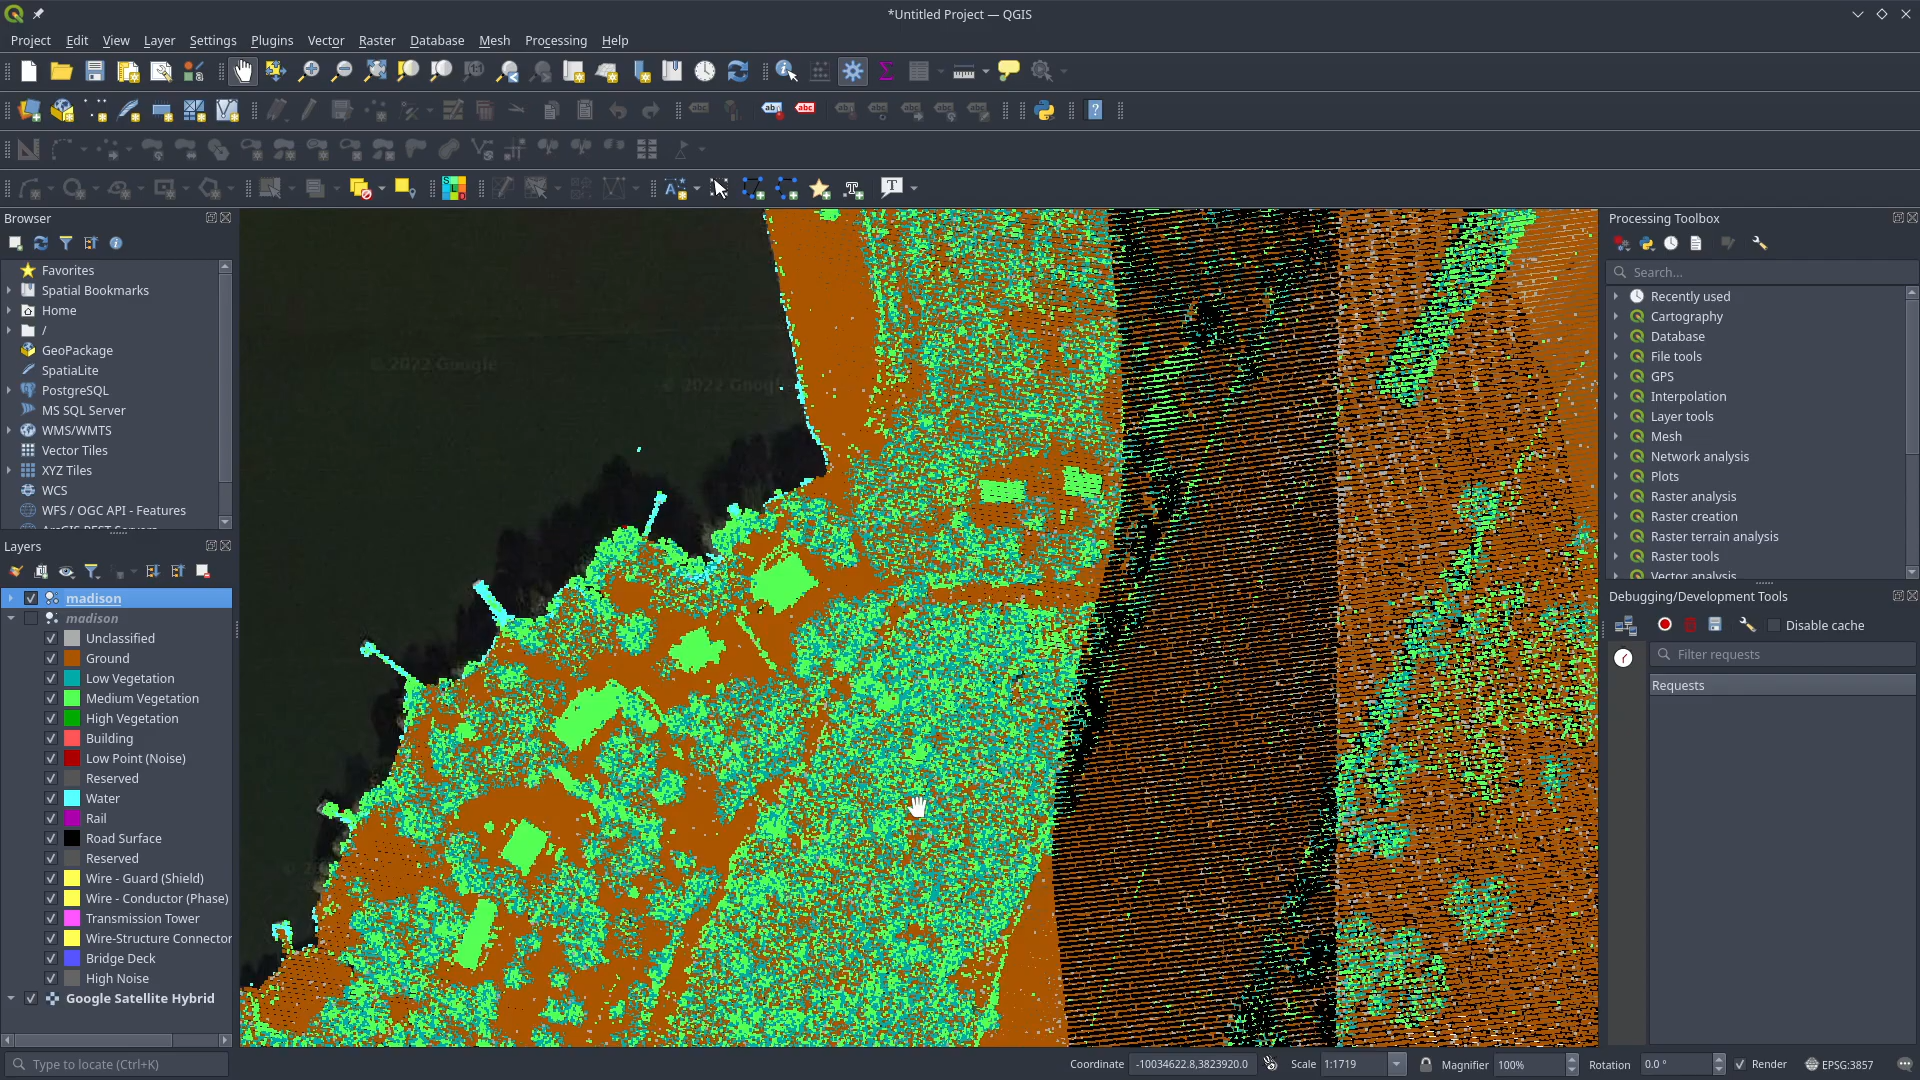 *Untitled Project — QGIS
Project Edit View Layer Settings Plugins Vector Raster Database Mesh Processing Help
Browser
Favorites
Spatial Bookmarks
Home
/
GeoPackage
SpatiaLite
PostgreSQL
MS SQL Server
WMS/WMTS
Vector Tiles
XYZ Tiles
WCS
WFS / OGC API - Features
Layers
madison
madison
Unclassified
Ground
Low Vegetation
Medium Vegetation
High Vegetation
Building
Low Point (Noise)
Reserved
Water
Rail
Road Surface
Reserved
Wire - Guard (Shield)
Wire - Conductor (Phase)
Transmission Tower
Wire-Structure Connector
Bridge Deck
High Noise
Google Satellite Hybrid
© 2022 Google
© 2022 Google
Processing Toolbox
Search...
Recently used
Cartography
Database
File tools
GPS
Interpolation
Layer tools
Mesh
Network analysis
Plots
Raster analysis
Raster creation
Raster terrain analysis
Raster tools
Vector analysis
Debugging/Development Tools
Disable cache
Filter requests
Requests
Type to locate (Ctrl+K)
Coordinate -10034622.8,3823920.0 Scale 1:1719 Magnifier 100% Rotation 0.0 ° Render EPSG:3857